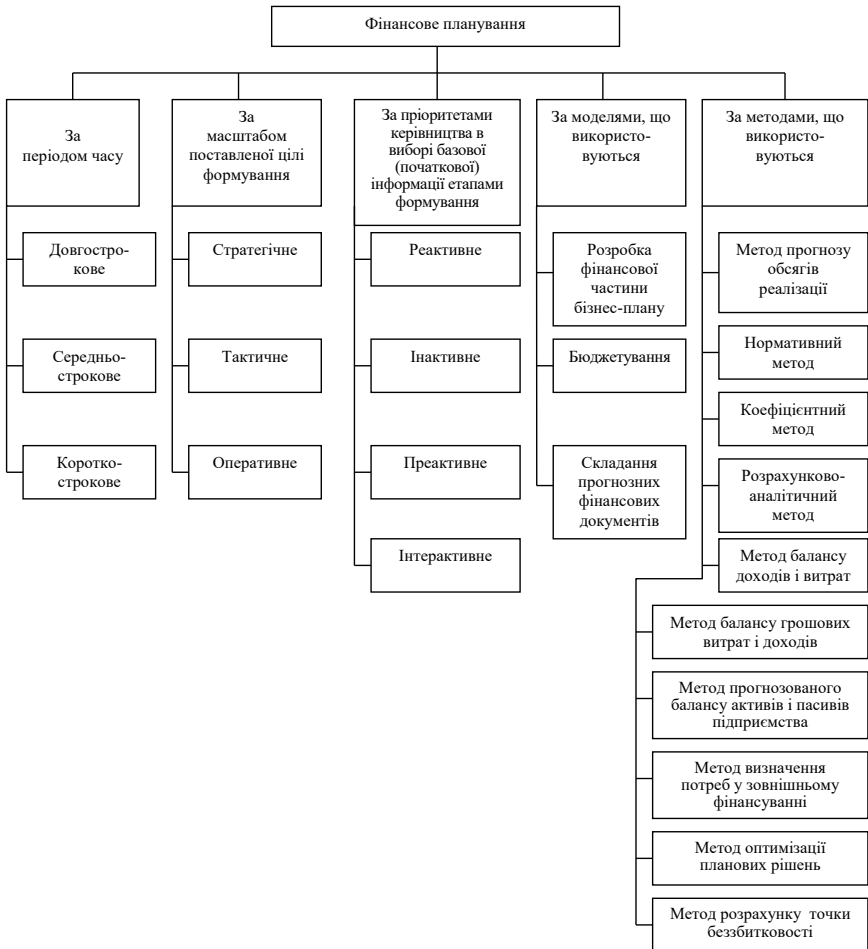 Фінансове планування
За
періодом часу
За
масштабом
поставленої цілі
формування
За пріоритетами
керівництва в
виборі базової
(початкової)
інформації етапами
формування
За моделями, що
використо-
вуються
За методами, що
використо-
вуються
Довгостро-
кове
Середньо-
строкове
Коротко-
строкове
Стратегічне
Тактичне
Оперативне
Реактивне
Інактивне
Преактивне
Інтерактивне
Розробка
фінансової
частини
бізнес-плану
Бюджетування
Складання
прогнозних
фінансових
документів
Метод прогнозу
обсягів
реалізації
Нормативний
метод
Коефіцієнтний
метод
Розрахунково-
аналітичний
метод
Метод балансу
доходів і витрат
Метод балансу грошових
витрат і доходів
Метод прогнозованого
балансу активів і пасивів
підприємства
Метод визначення
потреб у зовнішньому
фінансуванні
Метод оптимізації
планових рішень
Метод розрахунку точки
беззбитковості